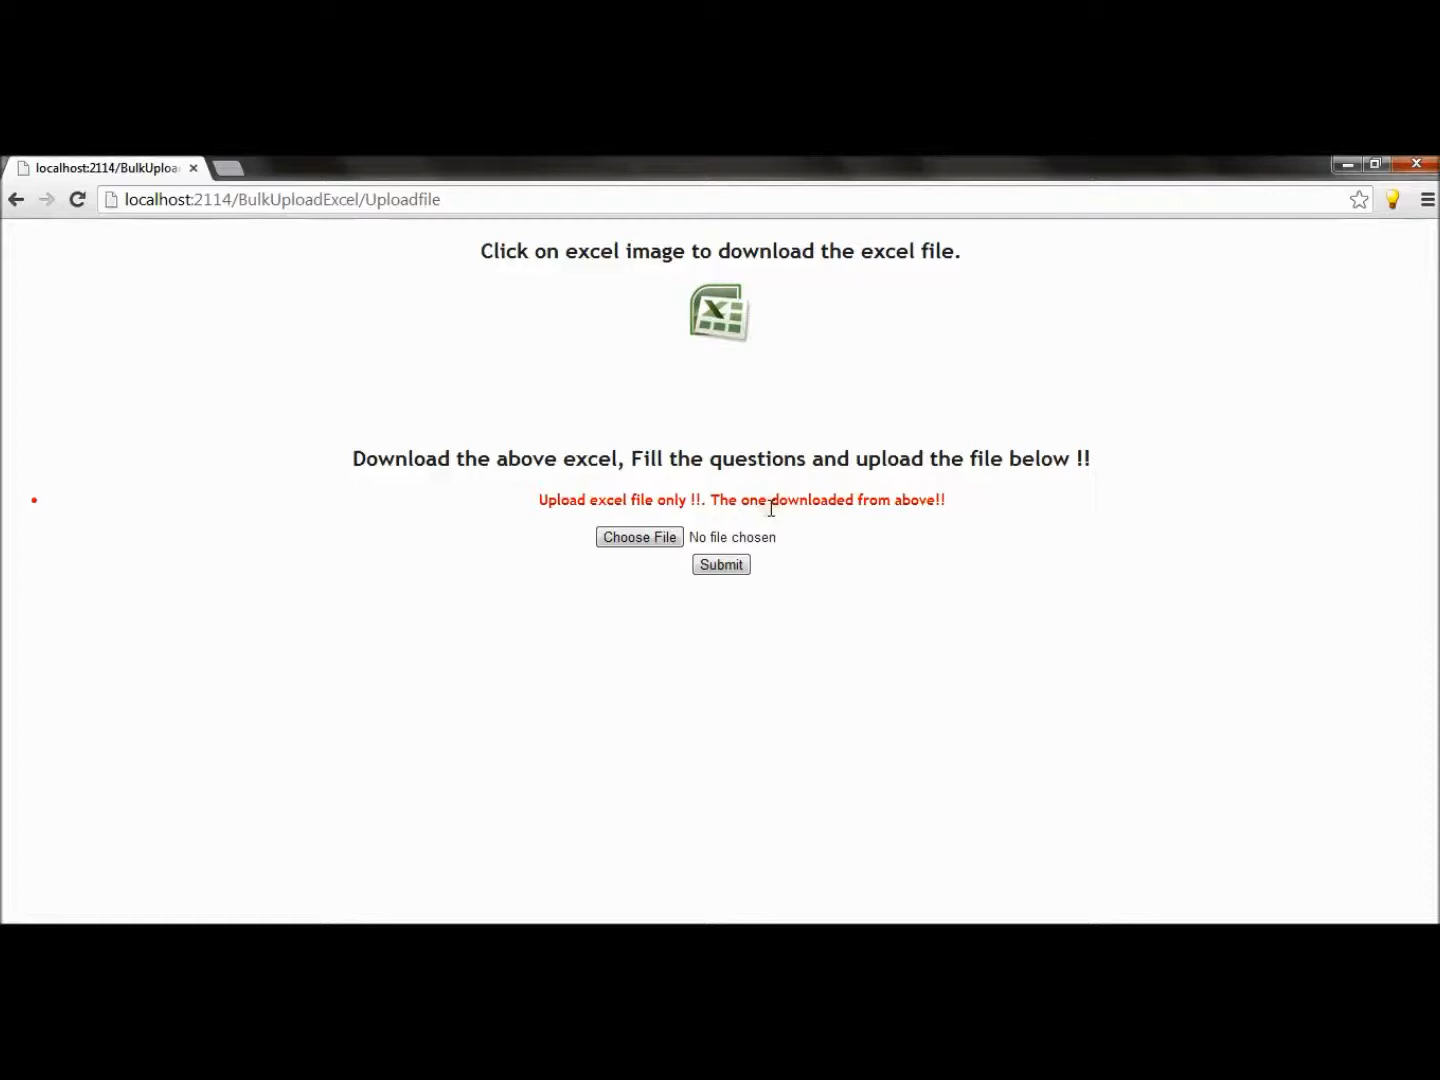 localhost:2114/BulkUploa
localhost:2114/BulkUploadExcel/Uploadfile
Click on excel image to download the excel file.
Download the above excel, Fill the questions and upload the file below !!
Upload excel file only !!. The one downloaded from above!!
Choose File No file chosen
Submit